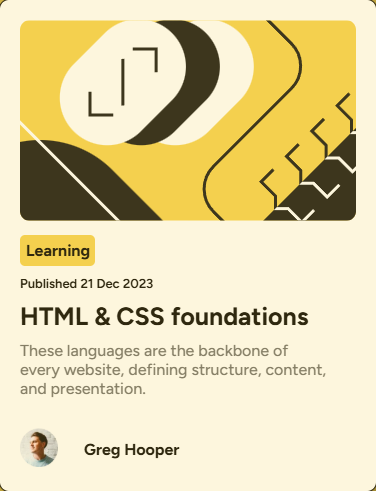 Learning
Published 21 Dec 2023
HTML & CSS foundations
These languages are the backbone of
every website, defining structure, content,
and presentation.
Greg Hooper